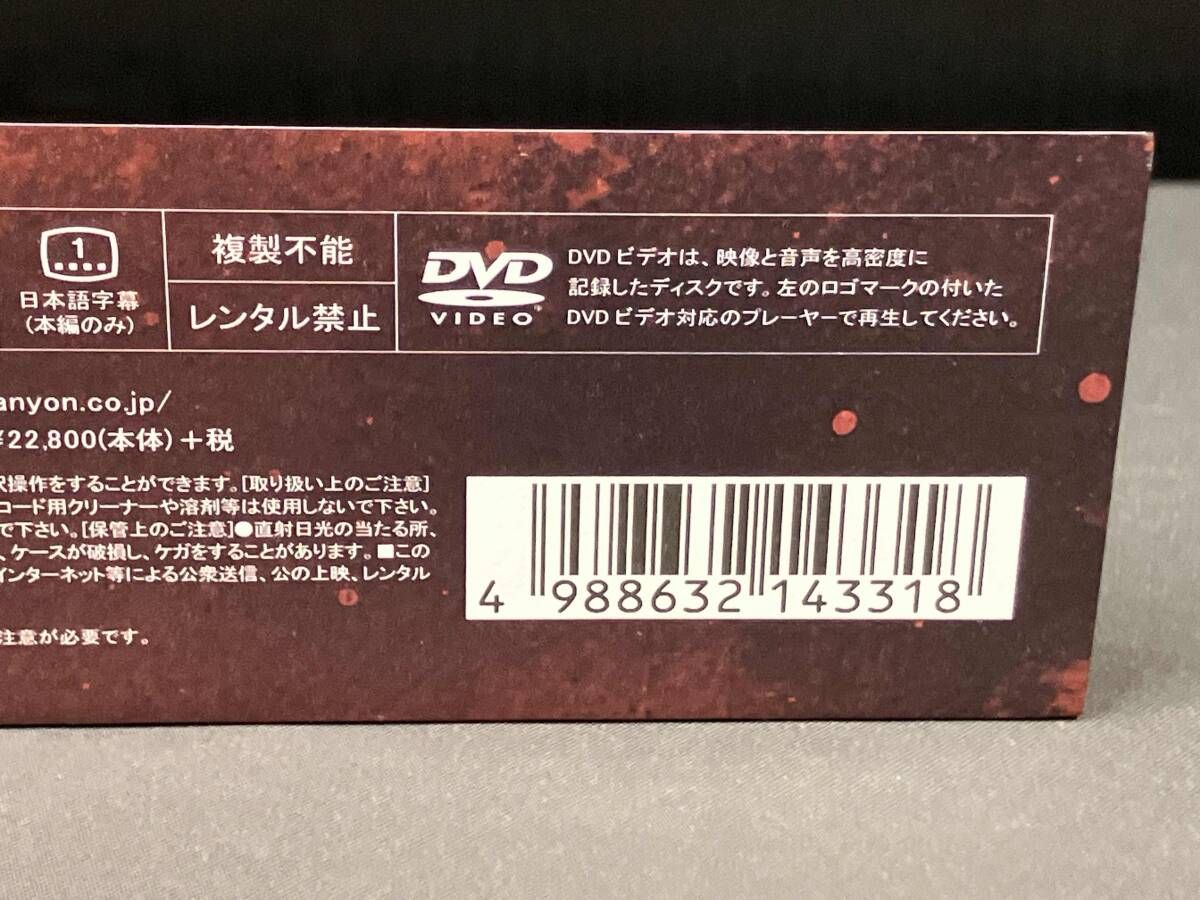 1
日本語字幕
(本編のみ)
複製不能
レンタル禁止
DVD
VIDEO
DVDビデオは、映像と音声を高密度に
記録したディスクです。左のロゴマークの付いた
DVDビデオ対応のプレーヤーで再生してください。
anyon.co.jp/
¥22,800(本体)+税
択操作をすることができます。[取り扱い上のご注意]
コード用クリーナーや溶剤等は使用しないで下さい。
で下さい。[保管上のご注意]●直射日光の当たる所、
、ケースが破損し、ケガをすることがあります。■この
インターネット等による公衆送信、公の上映、レンタル
注意が必要です。
4 988632 143318